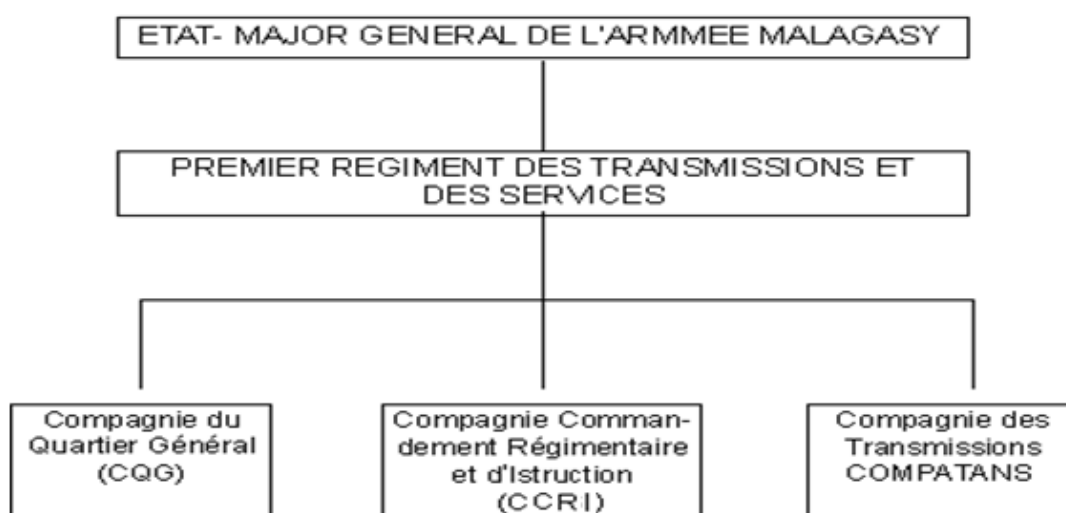 ETAT- MAJOR GENERAL DE L'ARMMEE MALAGASY
PREMIER REGIMENT DES TRANSMISSIONS ET
DES SERVICES
Compagnie du
Quartier Général
(CQG)
Compagnie Comman-
dement Régimentaire
et d'Istruction
(CCRI)
Compagnie des
Transmissions
COMPATANS